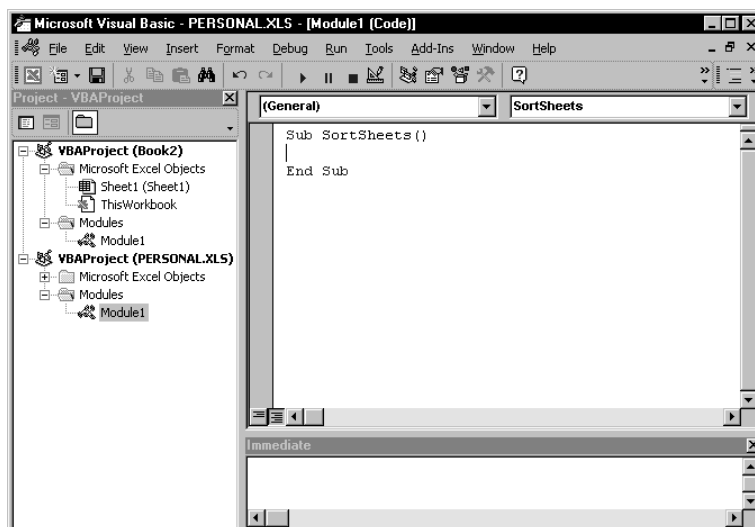 Microsoft Visual Basic - PERSONAL.XLS - [Module1 (Code)]
File Edit View Insert Format Debug Run Tools Add-Ins Window Help
Project - VBAProject
(General) SortSheets
VBAProject (Book2)
Microsoft Excel Objects
Sheet1 (Sheet1)
ThisWorkbook
Modules
Module1
VBAProject (PERSONAL.XLS)
Microsoft Excel Objects
Modules
Module1
Sub SortSheets()
End Sub
Immediate